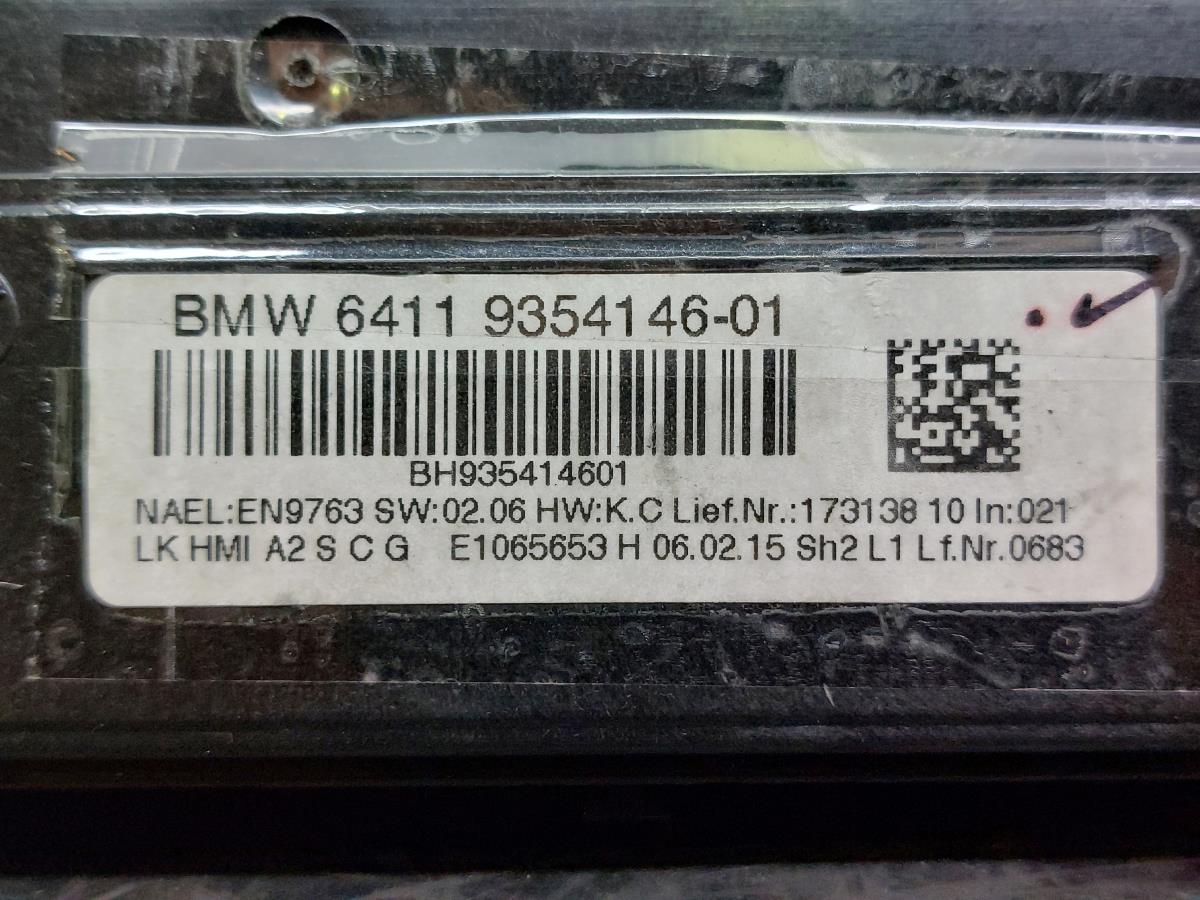 BMW 6411 9354146-01
BH935414601
NAEL:EN9763 SW:02.06 HW:K.C Lief.Nr.:173138 10 In:021
LK HMI A2 S C G E1065653 H 06.02.15 Sh2 L1 Lf.Nr.0683